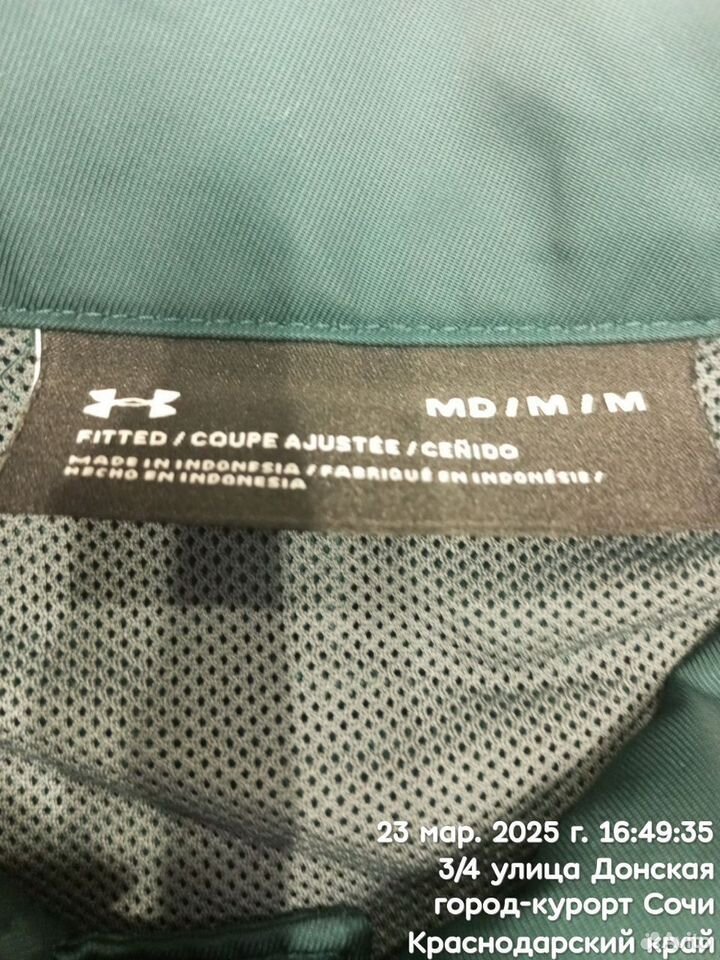 MD / M / M
FITTED / COUPE AJUSTÉE / CEÑIDO
MADE IN INDONESIA / FABRIQUÉ EN INDONÉSIE /
HECHO EN INDONESIA
23 мар. 2025 г. 16:49:35
3/4 улица Донская
город-курорт Сочи
Краснодарский край
Avito